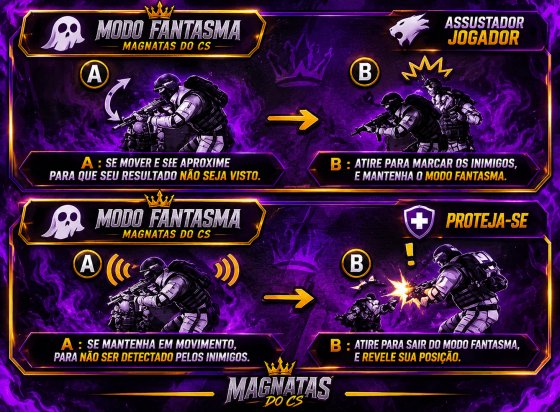 MODO FANTASMA
MAGNATAS DO CS
ASSUSTADOR
JOGADOR
A
B
A : SE MOVER E SE APROXIME
PARA QUE SEU RESULTADO NÃO SEJA VISTO.
B : ATIRE PARA MARCAR OS INIMIGOS,
E MANTENHA O MODO FANTASMA.
MODO FANTASMA
MAGNATAS DO CS
PROTEJA-SE
A
B
!
A : SE MANTENHA EM MOVIMENTO,
PARA NÃO SER DETECTADO PELOS INIMIGOS.
B : ATIRE PARA SAIR DO MODO FANTASMA,
E REVELE SUA POSIÇÃO.
MAGNATAS
DO CS